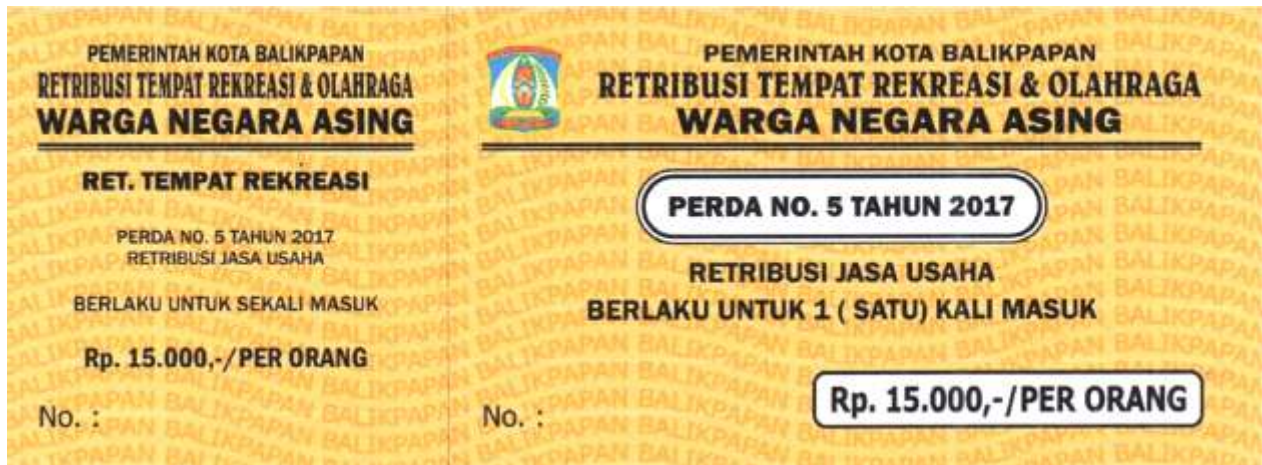 PEMERINTAH KOTA BALIKPAPAN
RETRIBUSI TEMPAT REKREASI & OLAHRAGA
WARGA NEGARA ASING
RET. TEMPAT REKREASI
PERDA NO. 5 TAHUN 2017
RETRIBUSI JASA USAHA
BERLAKU UNTUK SEKALI MASUK
Rp. 15.000,-/PER ORANG
No. :
PEMERINTAH KOTA BALIKPAPAN
RETRIBUSI TEMPAT REKREASI & OLAHRAGA
WARGA NEGARA ASING
PERDA NO. 5 TAHUN 2017
RETRIBUSI JASA USAHA
BERLAKU UNTUK 1 ( SATU) KALI MASUK
Rp. 15.000,-/PER ORANG
No. :